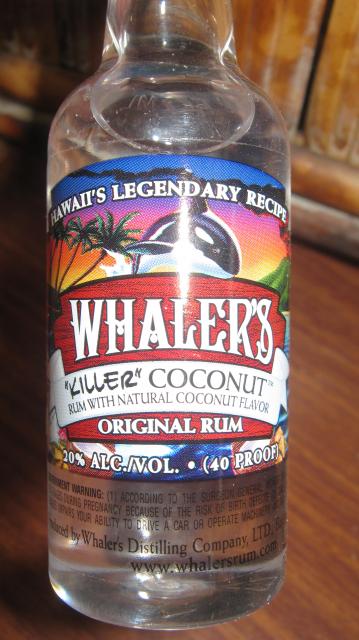 HAWAII'S LEGENDARY RECIPE
WHALER'S
"KILLER" COCONUT™
RUM WITH NATURAL COCONUT FLAVOR
ORIGINAL RUM
20% ALC./VOL. • (40 PROOF)
WARNING: (1) ACCORDING TO THE SURGEON GENERAL
DURING PREGNANCY BECAUSE OF THE RISK OF BIRTH
YOUR ABILITY TO DRIVE A CAR OR OPERATE
by Whaler's Distilling Company, LTD.,
www.whalersrum.com